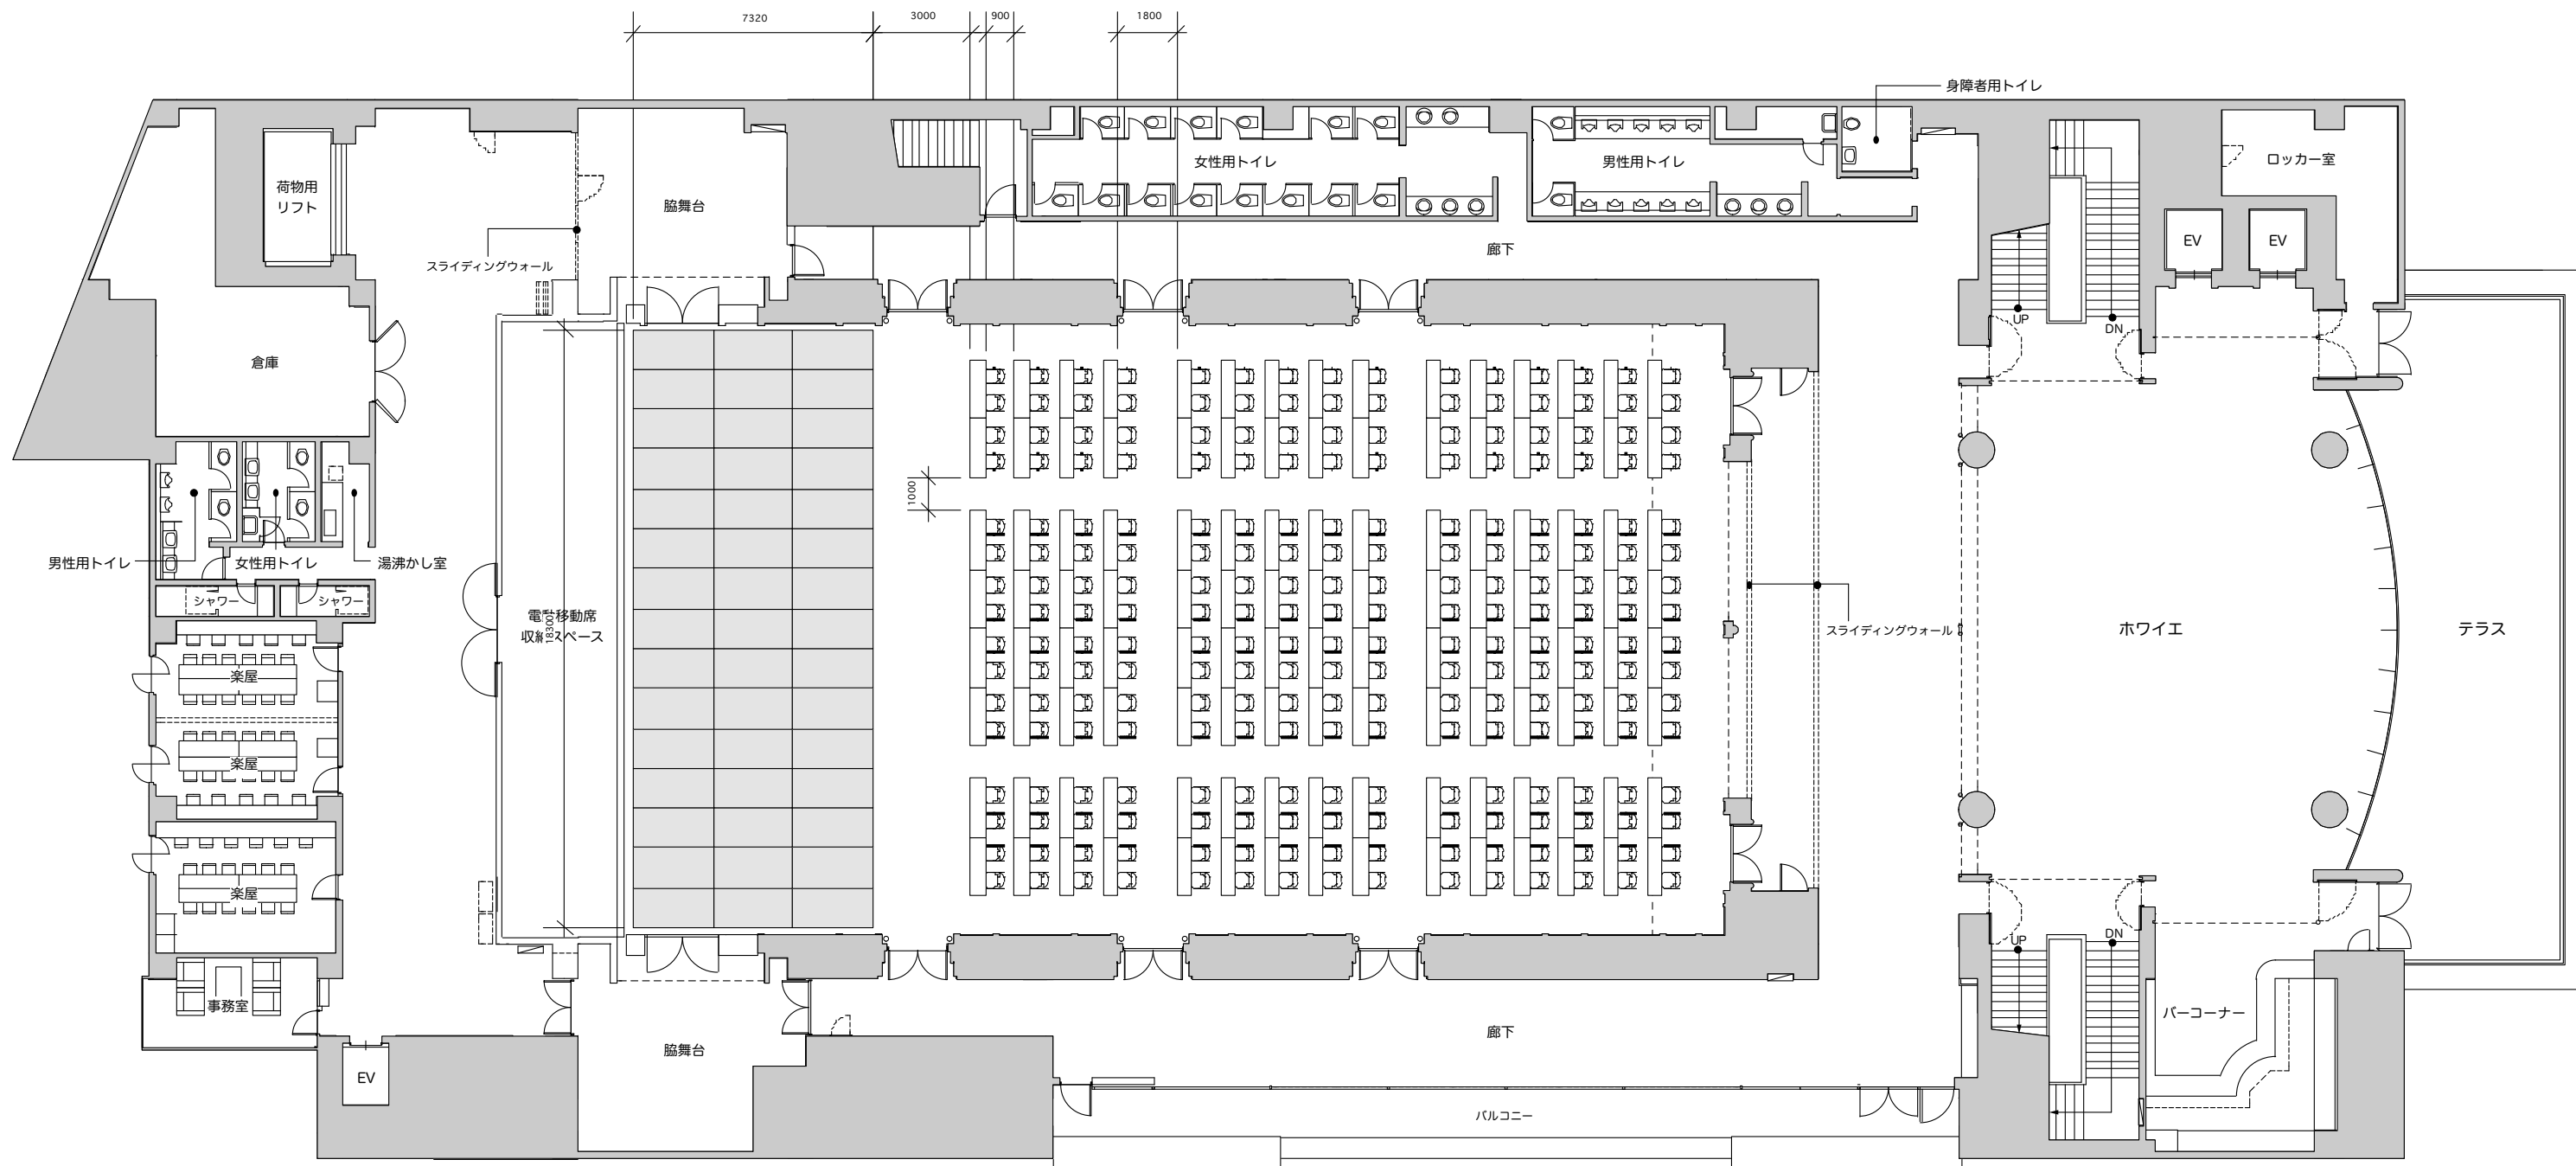 7320
3000
900
1800
身障者用トイレ
女性用トイレ
男性用トイレ
ロッカー室
荷物用
リフト
脇舞台
EV
EV
廊下
スライディングウォール
UP
DN
倉庫
1000
男性用トイレ
女性用トイレ
湯沸かし室
シャワー
シャワー
電動移動席
収納スペース
18300
スライディングウォール
ホワイエ
テラス
楽屋
楽屋
楽屋
UP
DN
事務室
バーコーナー
廊下
脇舞台
EV
バルコニー